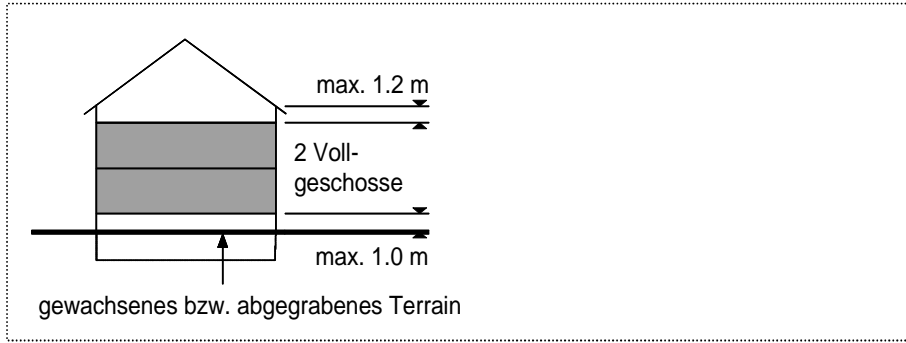 max. 1.2 m
2 Voll-
geschosse
max. 1.0 m
gewachsenes bzw. abgegrabenes Terrain